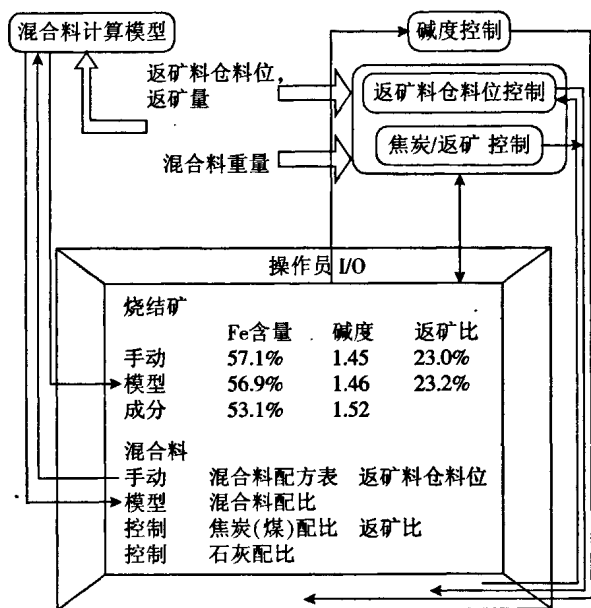 混合料计算模型
碱度控制
返矿料仓料位,
返矿量
返矿料仓料位控制
焦炭/返矿 控制
混合料重量
操作员 I/O
烧结矿
Fe含量 碱度 返矿比
手动 57.1% 1.45 23.0%
模型 56.9% 1.46 23.2%
成分 53.1% 1.52
混合料
手动 混合料配方表 返矿料仓料位
模型 混合料配比
控制 焦炭(煤)配比 返矿比
控制 石灰配比